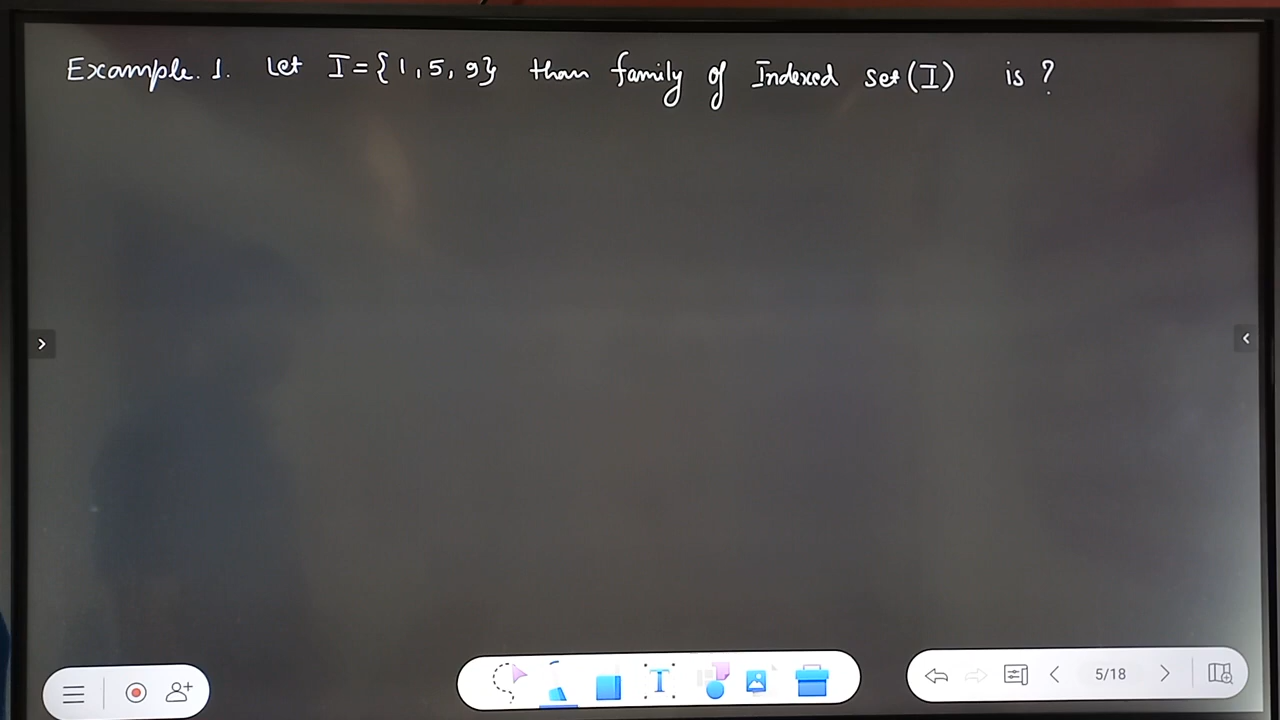 Example. 1. Let I = {1, 5, 9} than family of Indexed set (I) is ?
T
5/18